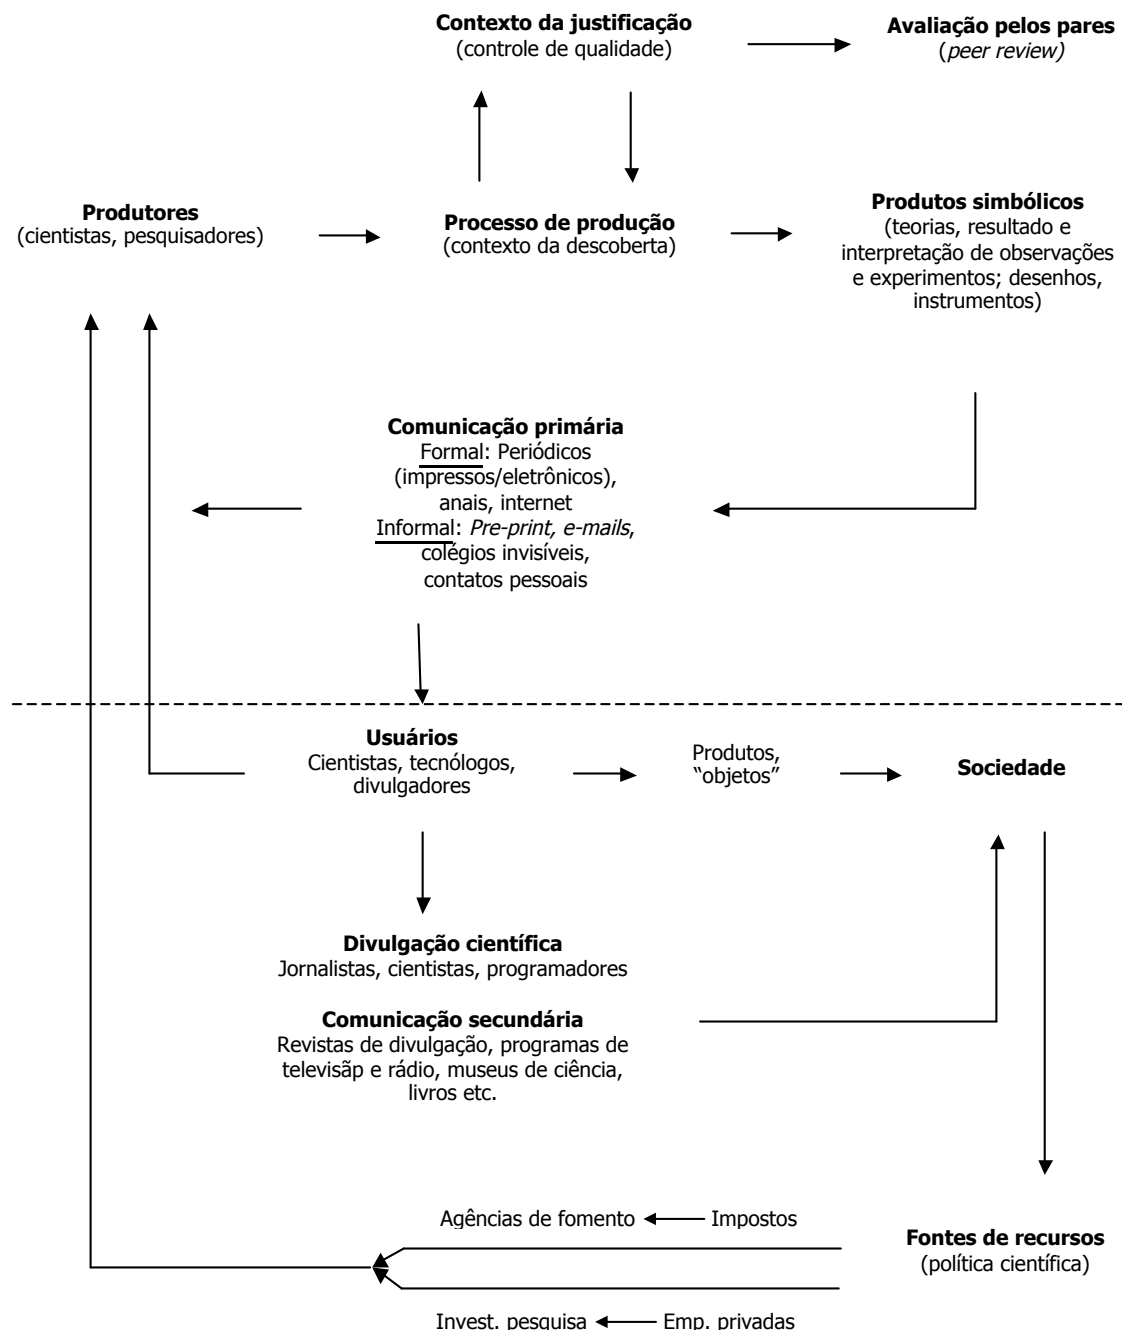 Contexto da justificação
(controle de qualidade)
Avaliação pelos pares
(peer review)
Produtores
(cientistas, pesquisadores)
Processo de produção
(contexto da descoberta)
Produtos simbólicos
(teorias, resultado e
interpretação de observações
e experimentos; desenhos,
instrumentos)
Comunicação primária
Formal: Periódicos
(impressos/eletrônicos),
anais, internet
Informal: Pre-print, e-mails,
colégios invisíveis,
contatos pessoais
Usuários
Cientistas, tecnólogos,
divulgadores
Produtos,
“objetos”
Sociedade
Divulgação científica
Jornalistas, cientistas, programadores
Comunicação secundária
Revistas de divulgação, programas de
televisãp e rádio, museus de ciência,
livros etc.
Agências de fomento
Impostos
Fontes de recursos
(política científica)
Invest. pesquisa
Emp. privadas